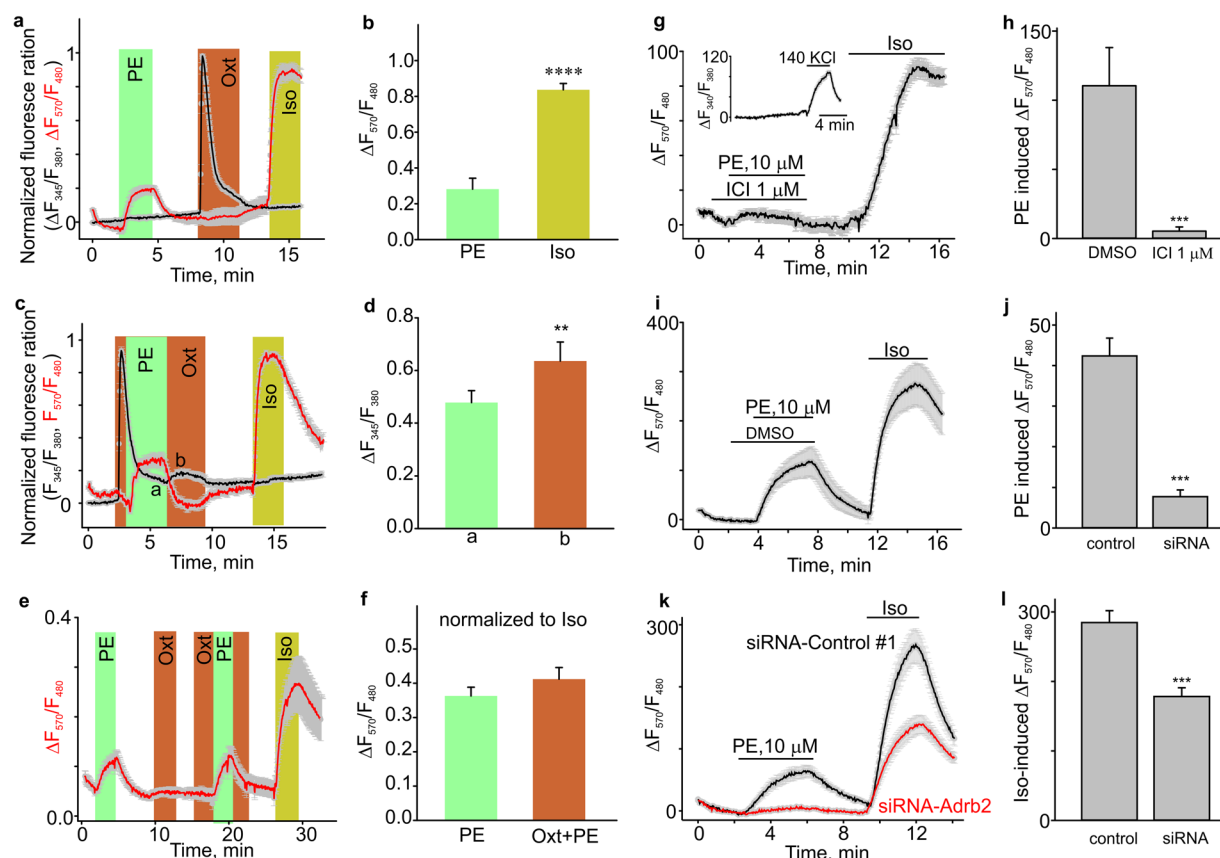 a
Normalized fluoresce ration
(ΔF345/F380, ΔF570/F480)
1
0
PE
Oxt
Iso
0 5 10 15
Time, min
b
ΔF570/F480
1.0
0.8
0.6
0.4
0.2
0.0
****
PE Iso
g
ΔF570/F480
100
80
60
40
20
0
Iso
120
0
ΔF340/F380
140 KCl
4 min
PE,10 μM
ICI 1 μM
0 4 8 12 16
Time, min
h
PE induced ΔF570/F480
150
0
***
DMSO ICI 1 μM
c
Normalized fluoresce ration
(F345/F380, F570/F480)
1
0
PE
Oxt
Iso
a
b
0 5 10 15
Time, min
d
ΔF345/F380
1.0
0.8
0.6
0.4
0.2
0.0
**
a b
i
ΔF570/F480
400
200
0
Iso
PE,10 μM
DMSO
0 4 8 12 16
Time, min
j
PE induced ΔF570/F480
50
0
***
control siRNA
e
ΔF570/F480
0.4
0.0
PE
Oxt
Oxt
PE
Iso
0 10 20 30
Time, min
f
normalized to Iso
ΔF570/F480
0.5
0.4
0.3
0.2
0.1
0.0
PE Oxt+PE
k
ΔF570/F480
300
200
100
0
Iso
siRNA-Control #1
PE,10 μM
siRNA-Adrb2
0 4 8 12
Time, min
l
Iso-induced ΔF570/F480
300
0
***
control siRNA